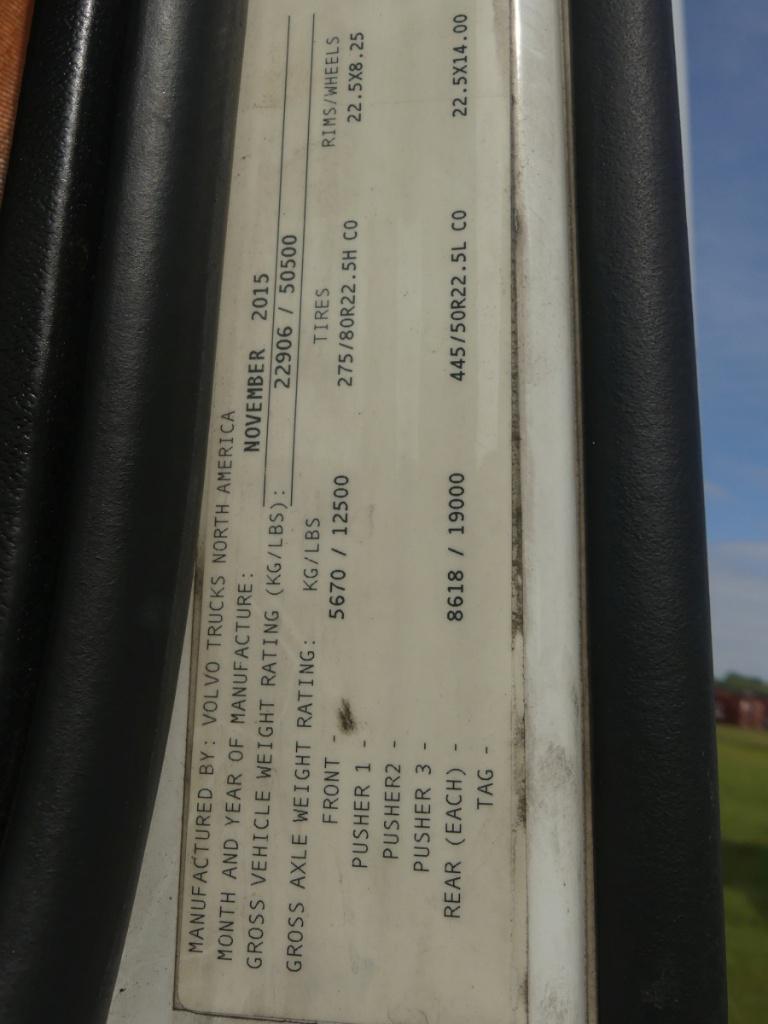 MANUFACTURED BY: VOLVO TRUCKS NORTH AMERICA
MONTH AND YEAR OF MANUFACTURE: NOVEMBER 2015
GROSS VEHICLE WEIGHT RATING (KG/LBS): 22906 / 50500
GROSS AXLE WEIGHT RATING: KG/LBS TIRES RIMS/WHEELS
FRONT - 5670 / 12500 275/80R22.5H CO 22.5X8.25
PUSHER 1 -
PUSHER2 -
PUSHER 3 -
REAR (EACH) - 8618 / 19000 445/50R22.5L CO 22.5X14.00
TAG -